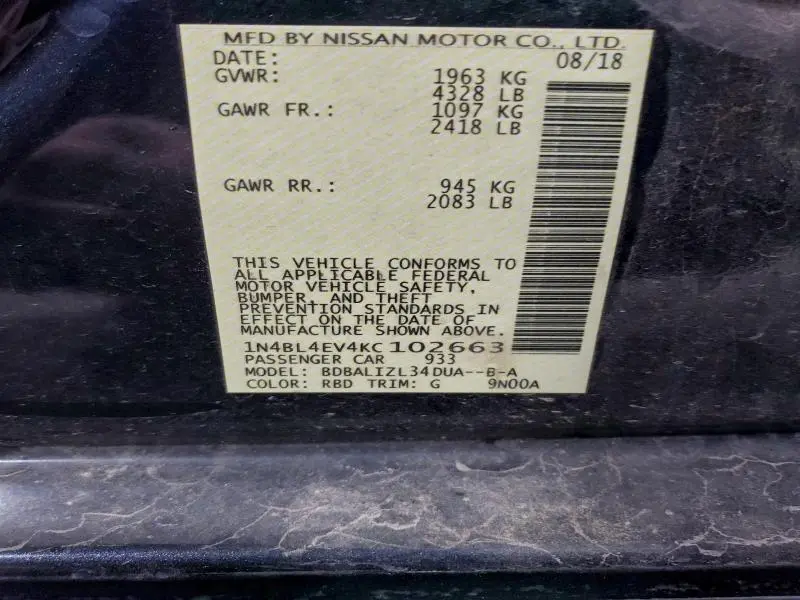 MFD BY NISSAN MOTOR CO., LTD.
DATE: 08/18
GVWR: 1963 KG
4328 LB
GAWR FR.: 1097 KG
2418 LB
GAWR RR.: 945 KG
2083 LB
THIS VEHICLE CONFORMS TO
ALL APPLICABLE FEDERAL
MOTOR VEHICLE SAFETY,
BUMPER, AND THEFT
PREVENTION STANDARDS IN
EFFECT ON THE DATE OF
MANUFACTURE SHOWN ABOVE.
1N4BL4EV4KC102663
PASSENGER CAR 933
MODEL: BDBALIZL34DUA--B-A
COLOR: RBD TRIM: G 9N00A